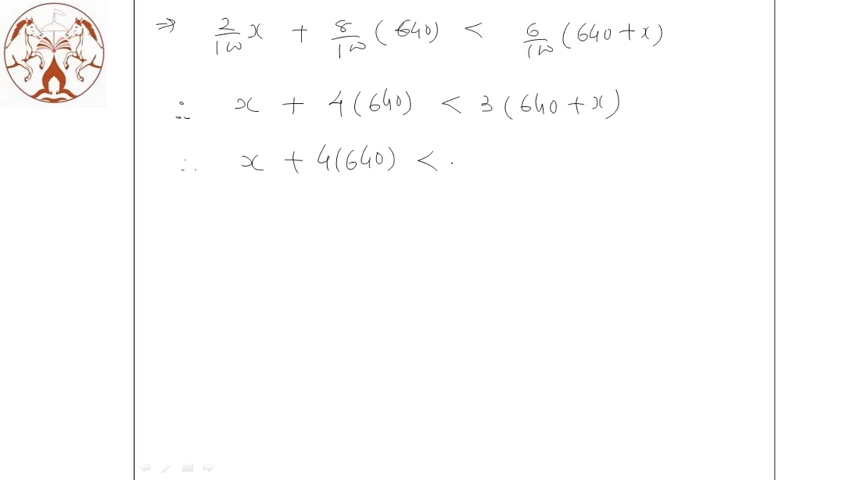 ⇒ 2/100 x + 8/100 (640) < 6/100 (640+x)
∴ x + 4(640) < 3(640+x)
∴ x + 4(640) < .